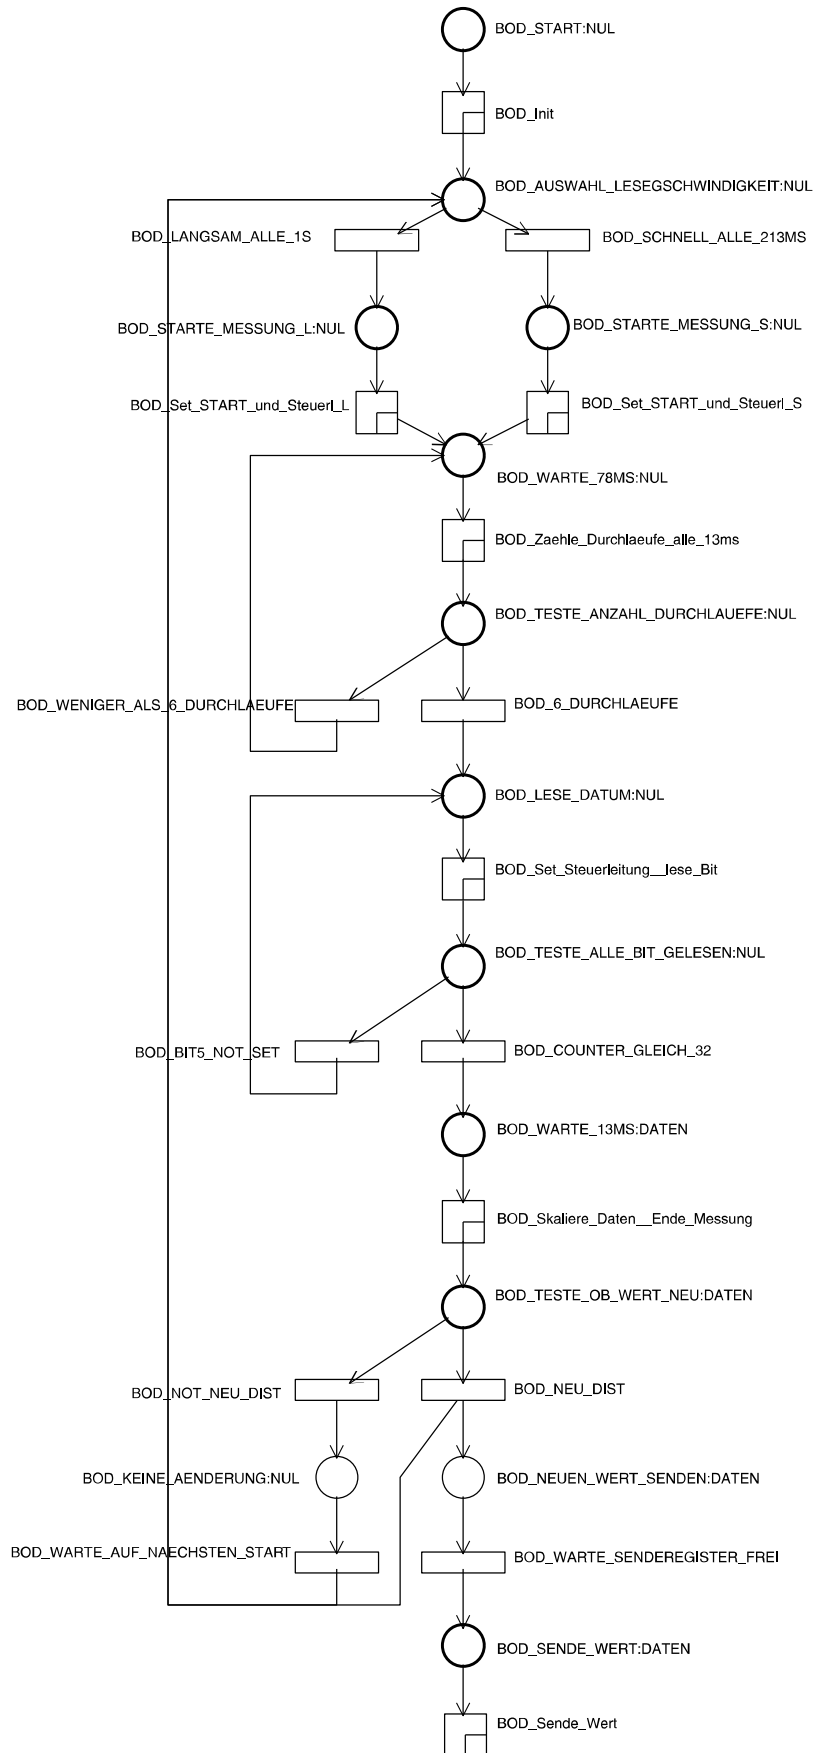 BOD_START:NUL
BOD_Init
BOD_AUSWAHL_LESEGSCHWINDIGKEIT:NUL
BOD_LANGSAM_ALLE_1S
BOD_SCHNELL_ALLE_213MS
BOD_STARTE_MESSUNG_L:NUL
BOD_STARTE_MESSUNG_S:NUL
BOD_Set_START_und_Steuerl_L
BOD_Set_START_und_Steuerl_S
BOD_WARTE_78MS:NUL
BOD_Zaehle_Durchlaeufe_alle_13ms
BOD_TESTE_ANZAHL_DURCHLAUEFE:NUL
BOD_WENIGER_ALS_6_DURCHLAEUFE
BOD_6_DURCHLAEUFE
BOD_LESE_DATUM:NUL
BOD_Set_Steuerleitung__lese_Bit
BOD_TESTE_ALLE_BIT_GELESEN:NUL
BOD_BIT5_NOT_SET
BOD_COUNTER_GLEICH_32
BOD_WARTE_13MS:DATEN
BOD_Skaliere_Daten__Ende_Messung
BOD_TESTE_OB_WERT_NEU:DATEN
BOD_NOT_NEU_DIST
BOD_NEU_DIST
BOD_KEINE_AENDERUNG:NUL
BOD_NEUEN_WERT_SENDEN:DATEN
BOD_WARTE_AUF_NAECHSTEN_START
BOD_WARTE_SENDEREGISTER_FREI
BOD_SENDE_WERT:DATEN
BOD_Sende_Wert